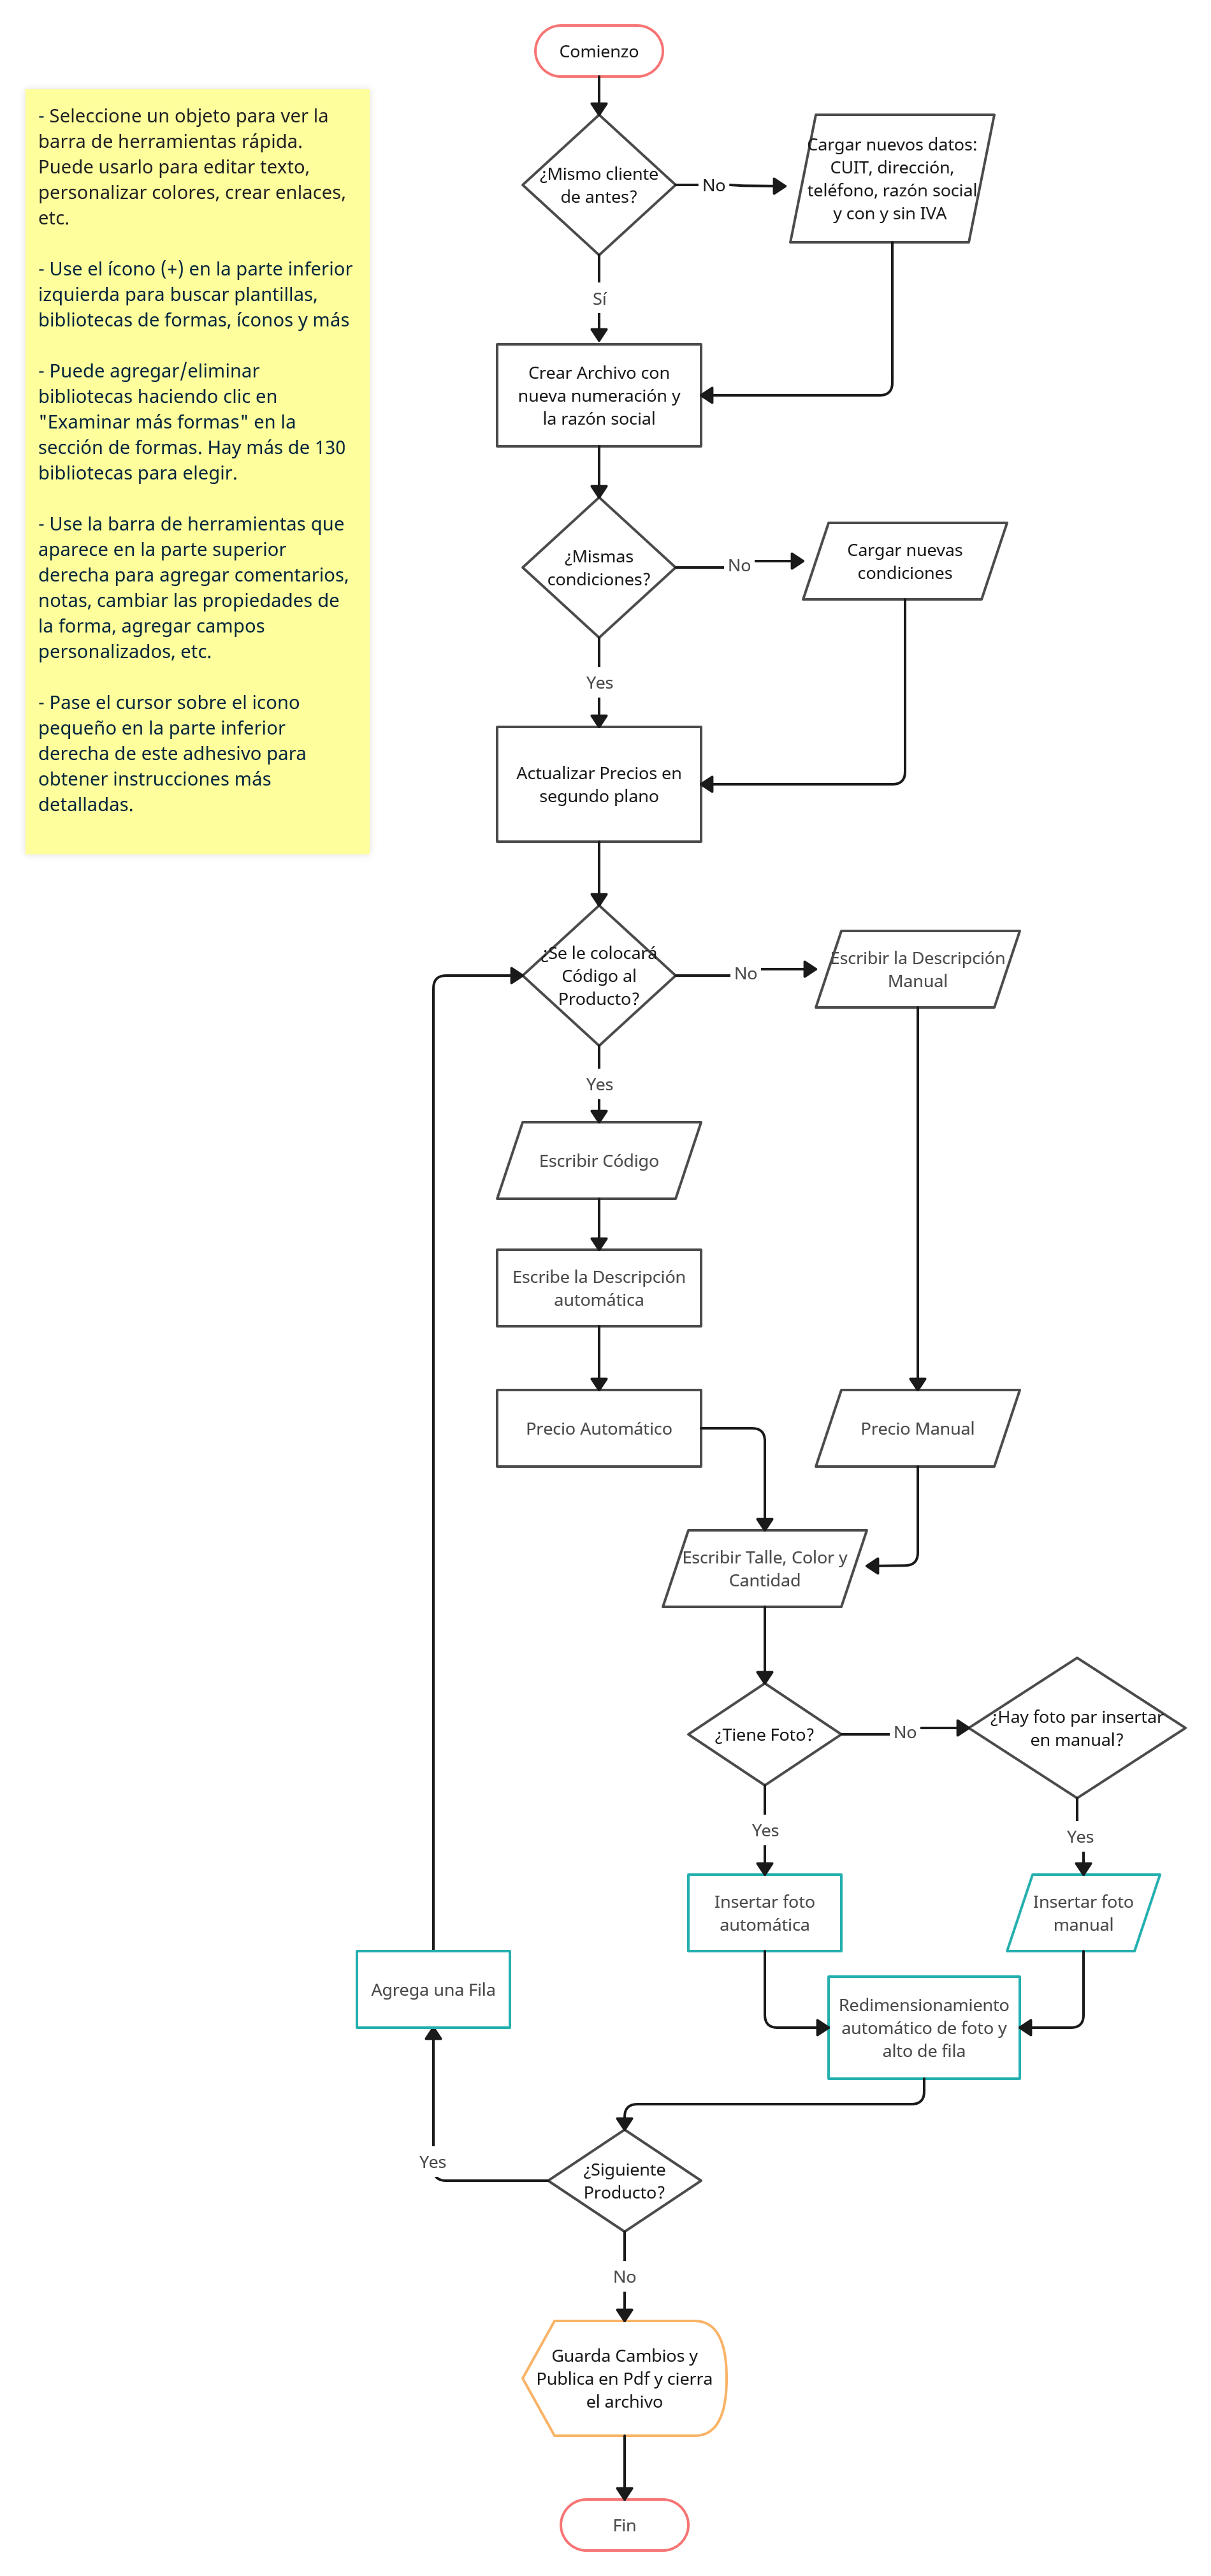 Comienzo
- Seleccione un objeto para ver la
barra de herramientas rápida.
Puede usarlo para editar texto,
personalizar colores, crear enlaces,
etc.
- Use el ícono (+) en la parte inferior
izquierda para buscar plantillas,
bibliotecas de formas, íconos y más
- Puede agregar/eliminar
bibliotecas haciendo clic en
"Examinar más formas" en la
sección de formas. Hay más de 130
bibliotecas para elegir.
- Use la barra de herramientas que
aparece en la parte superior
derecha para agregar comentarios,
notas, cambiar las propiedades de
la forma, agregar campos
personalizados, etc.
- Pase el cursor sobre el icono
pequeño en la parte inferior
derecha de este adhesivo para
obtener instrucciones más
detalladas.
¿Mismo cliente
de antes?
No
Cargar nuevos datos:
CUIT, dirección,
teléfono, razón social
y con y sin IVA
Sí
Crear Archivo con
nueva numeración y
la razón social
¿Mismas
condiciones?
No
Cargar nuevas
condiciones
Yes
Actualizar Precios en
segundo plano
¿Se le colocará
Código al
Producto?
No
Escribir la Descripción
Manual
Yes
Escribir Código
Escribe la Descripción
automática
Precio Automático
Precio Manual
Escribir Talle, Color y
Cantidad
¿Tiene Foto?
No
¿Hay foto par insertar
en manual?
Yes
Yes
Insertar foto
automática
Insertar foto
manual
Agrega una Fila
Redimensionamiento
automático de foto y
alto de fila
Yes
¿Siguiente
Producto?
No
Guarda Cambios y
Publica en Pdf y cierra
el archivo
Fin